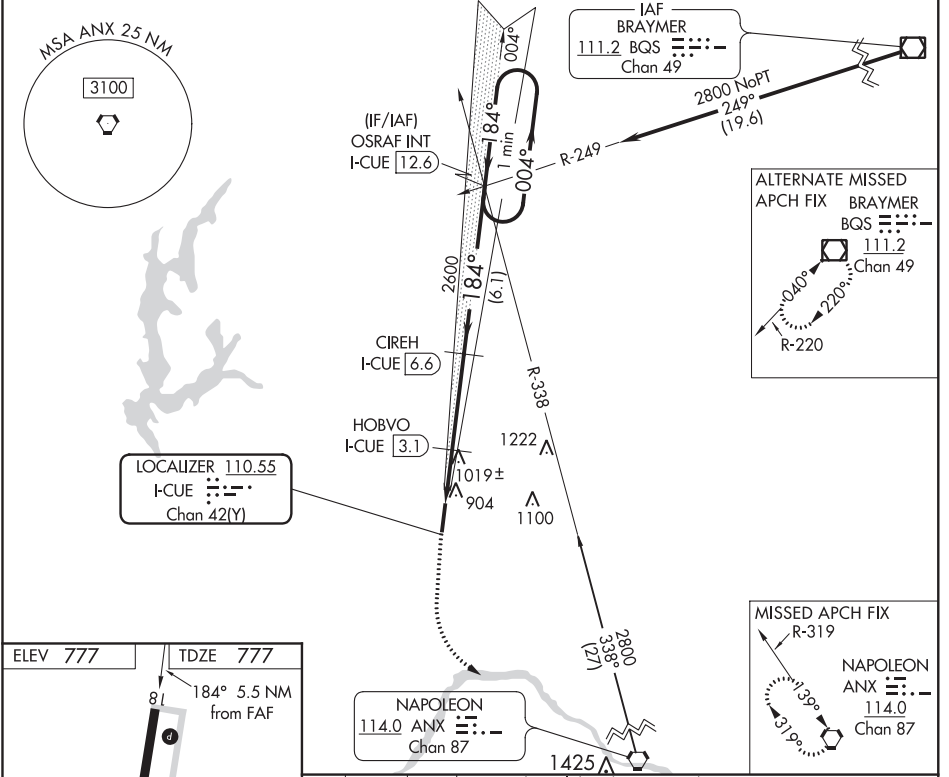 MSA ANX 25 NM
3100
IAF
BRAYMER
111.2 BQS
Chan 49
004°
2800 NoPT
249°
(19.6)
R-249
(IF/IAF)
OSRAF INT
I-CUE 12.6
184°
1 min
004°
ALTERNATE MISSED
APCH FIX
BRAYMER
BQS
111.2
Chan 49
040°
220°
R-220
2600
184°
(6.1)
CIREH
I-CUE 6.6
R-338
HOBVO
I-CUE 3.1
1222
1019±
904
1100
LOCALIZER 110.55
I-CUE
Chan 42(Y)
2800
338°
(27)
MISSED APCH FIX
R-319
139°
319°
NAPOLEON
ANX
114.0
Chan 87
ELEV 777
TDZE 777
184° 5.5 NM
from FAF
18
P
NAPOLEON
114.0 ANX
Chan 87
1425